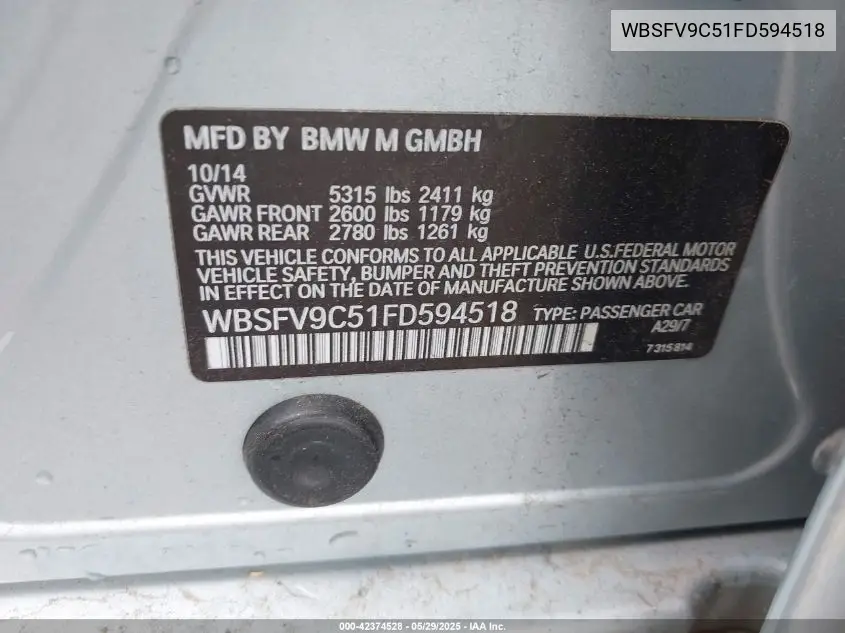 WBSFV9C51FD594518
MFD BY BMW M GMBH
10/14
GVWR 5315 lbs 2411 kg
GAWR FRONT 2600 lbs 1179 kg
GAWR REAR 2780 lbs 1261 kg
THIS VEHICLE CONFORMS TO ALL APPLICABLE U.S.FEDERAL MOTOR
VEHICLE SAFETY, BUMPER AND THEFT PREVENTION STANDARDS
IN EFFECT ON THE DATE OF MANUFACTURE SHOWN ABOVE.
WBSFV9C51FD594518 TYPE: PASSENGER CAR
A29/7
7315814
000-42374528 - 05/29/2025 - IAA Inc.